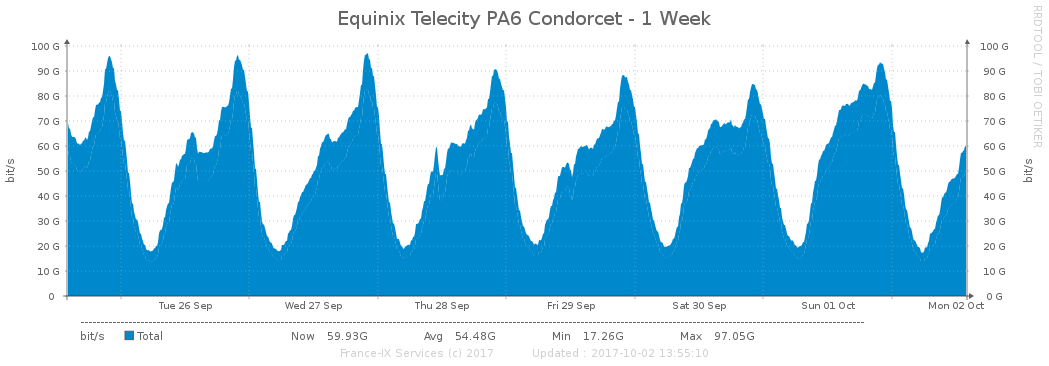 Equinix Telecity PA6 Condorcet - 1 Week
RRDTOOL / TOBI OETIKER
100 G 100 G
90 G 90 G
80 G 80 G
70 G 70 G
60 G 60 G
50 G 50 G
40 G 40 G
30 G 30 G
20 G 20 G
10 G 10 G
0 0 G
bit/s bit/s
Tue 26 Sep Wed 27 Sep Thu 28 Sep Fri 29 Sep Sat 30 Sep Sun 01 Oct Mon 02 Oct
bit/s Total Now 59.93G Avg 54.48G Min 17.26G Max 97.05G
France-IX Services (c) 2017 Updated : 2017-10-02 13:55:10